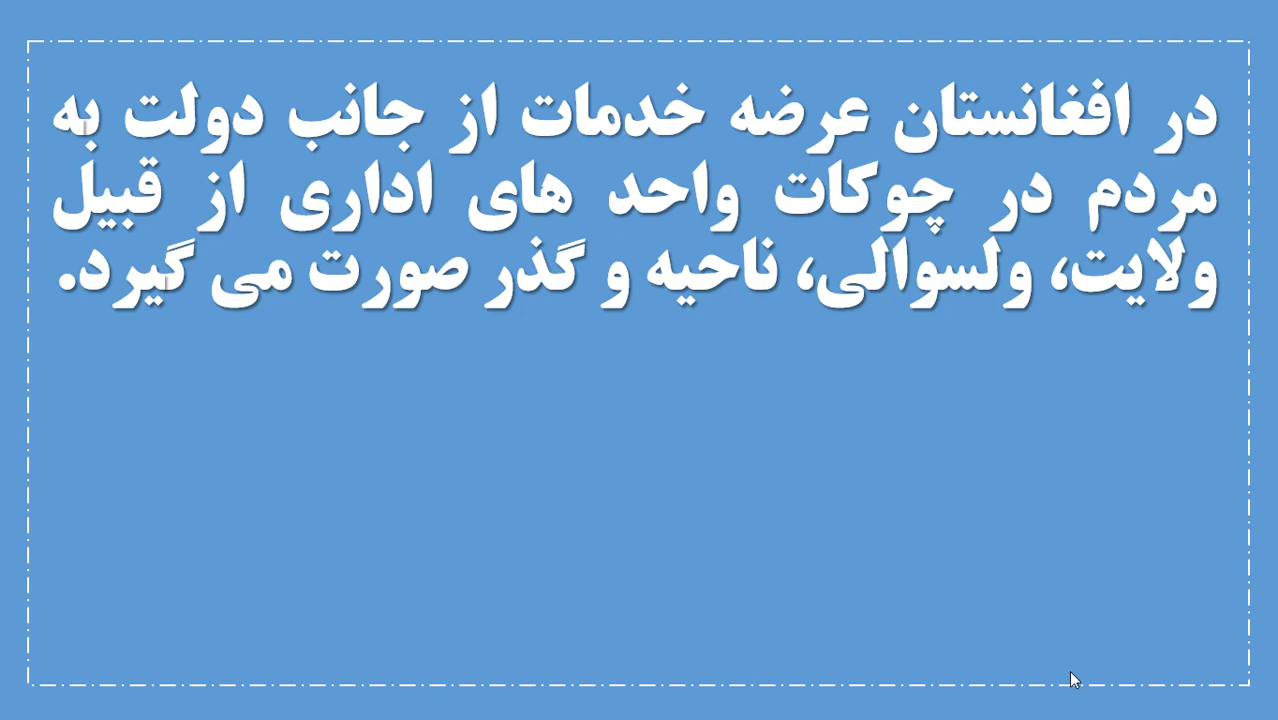 در افغانستان عرضه خدمات از جانب دولت به
مردم در چوکات واحد های اداری از قبیل
ولایت، ولسوالی، ناحیه و گذر صورت می گیرد.